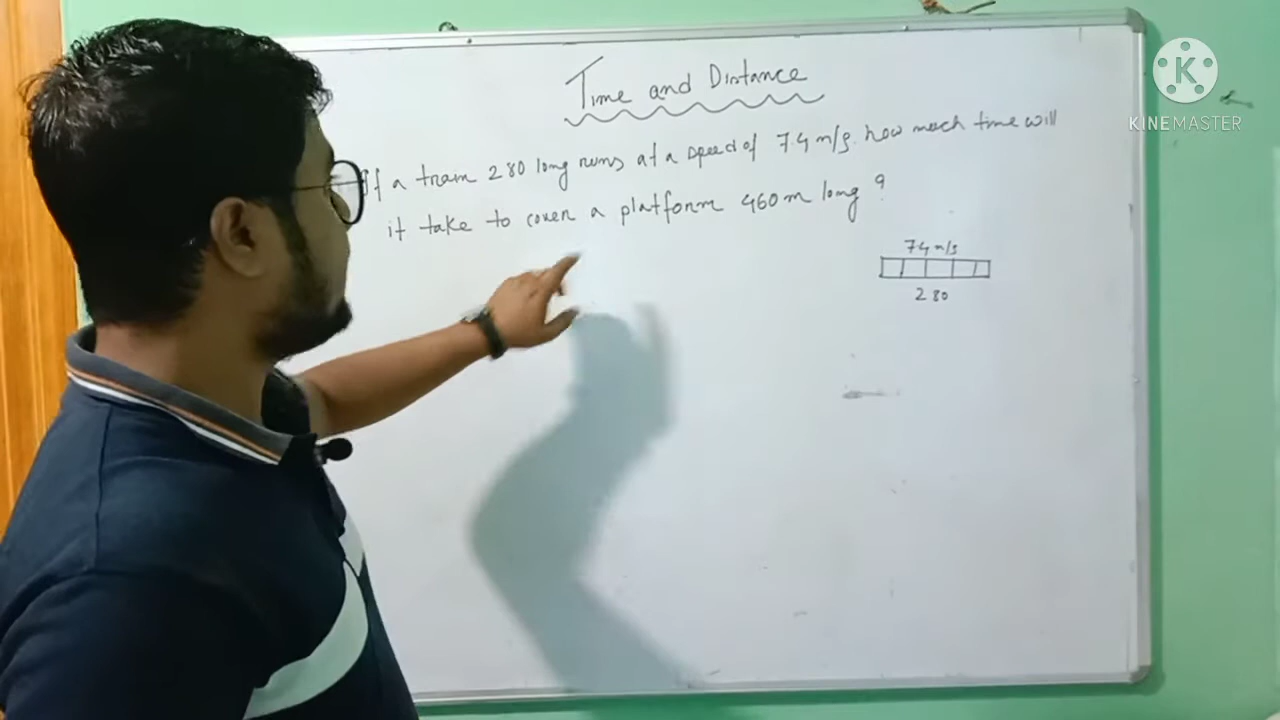 Time and Distance
If a train 280 long runs at a speed of 74 m/s. how much time will
it take to cover a platform 460m long ?
74 m/s
280
K
KINEMASTER